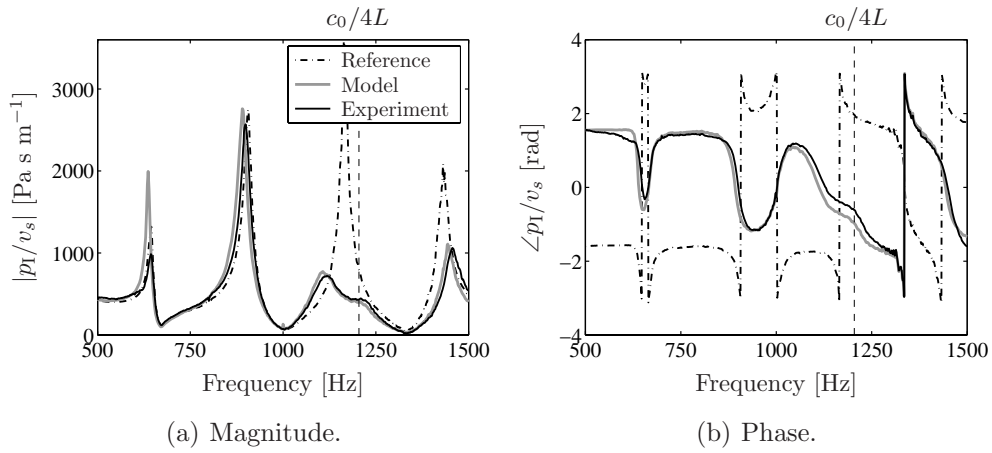 c₀/4L
|p_I/v_s| [Pa s m⁻¹]
3000
2000
1000
0
500
750
1000
1250
1500
Reference
Model
Experiment
Frequency [Hz]
(a) Magnitude.
c₀/4L
∠p_I/v_s [rad]
4
2
0
−2
−4
500
750
1000
1250
1500
Frequency [Hz]
(b) Phase.